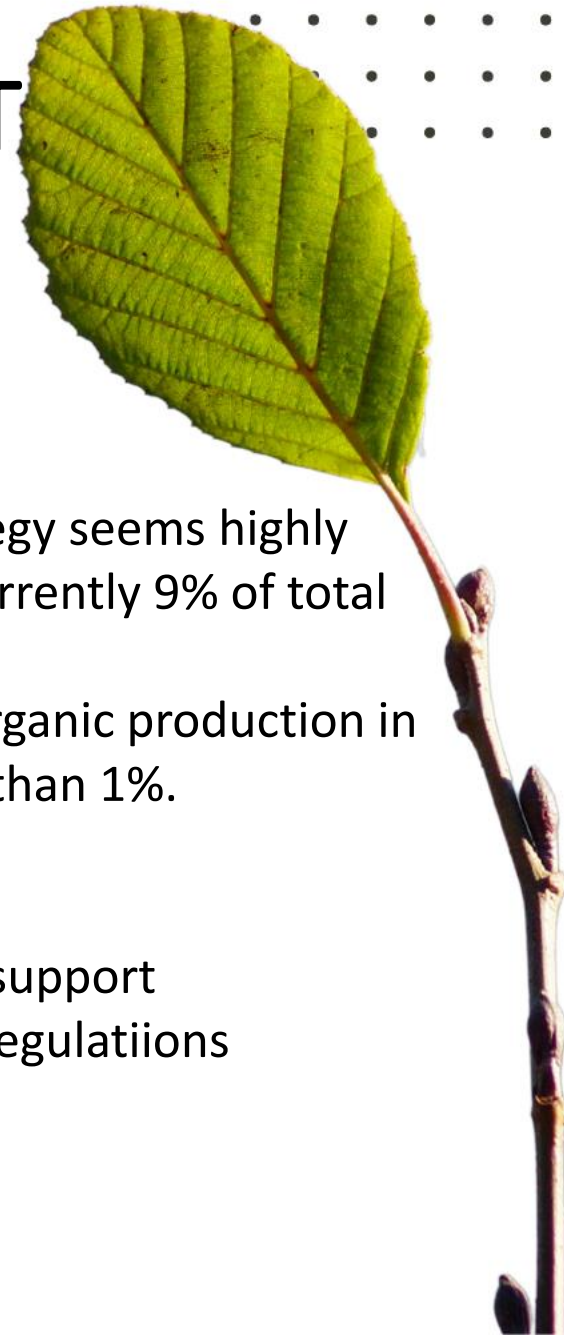 T
egy seems highly
rrently 9% of total
rganic production in
than 1%.
support
egulatiions